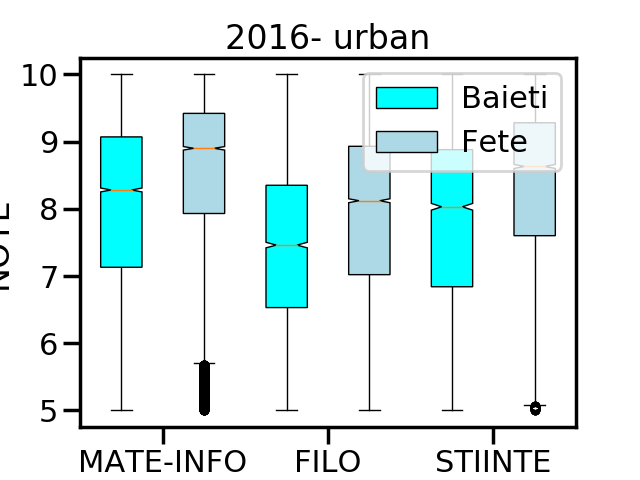 2016- urban
10
9
8
7
6
5
NOTE
Baieti
Fete
MATE-INFO FILO STIINTE